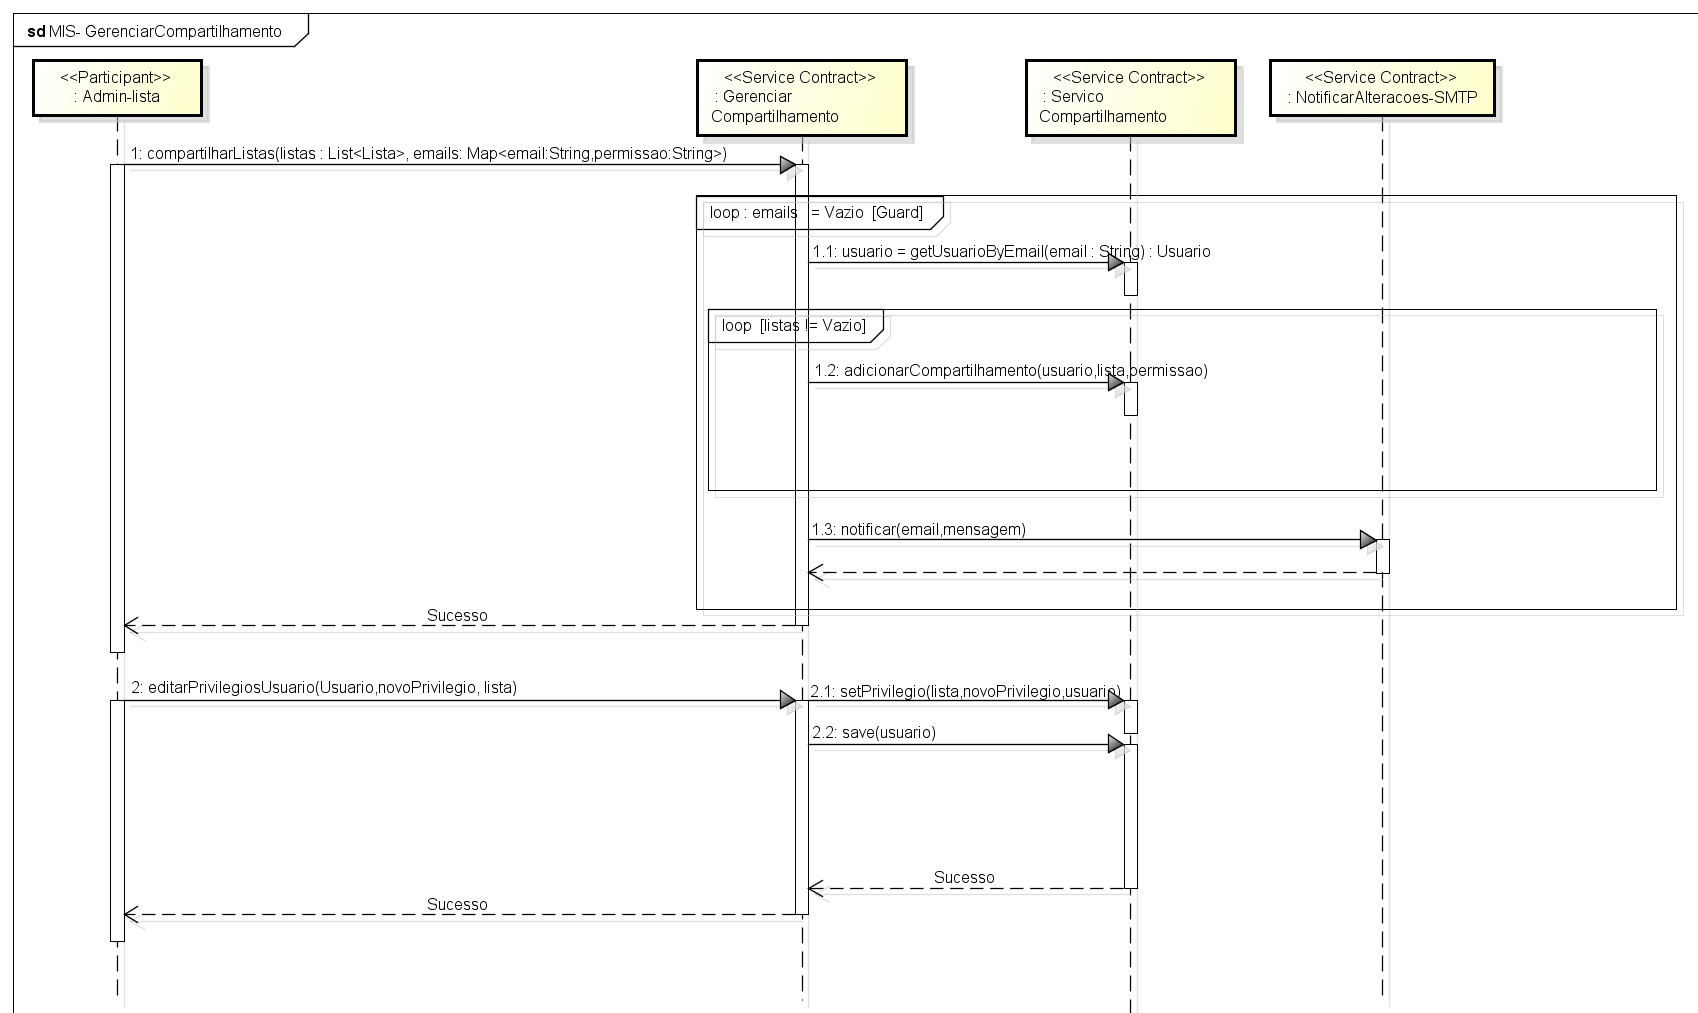 sd MIS- GerenciarCompartilhamento
<<Participant>>
: Admin-lista
<<Service Contract>>
: Gerenciar
Compartilhamento
<<Service Contract>>
: Servico
Compartilhamento
<<Service Contract>>
: NotificarAlteracoes-SMTP
1: compartilharListas(listas : List<Lista>, emails: Map<email:String,permissao:String>)
loop : emails = Vazio [Guard]
1.1: usuario = getUsuarioByEmail(email : String) : Usuario
loop [listas != Vazio]
1.2: adicionarCompartilhamento(usuario,lista,permissao)
1.3: notificar(email,mensagem)
Sucesso
2: editarPrivilegiosUsuario(Usuario,novoPrivilegio, lista)
2.1: setPrivilegio(lista,novoPrivilegio,usuario)
2.2: save(usuario)
Sucesso
Sucesso